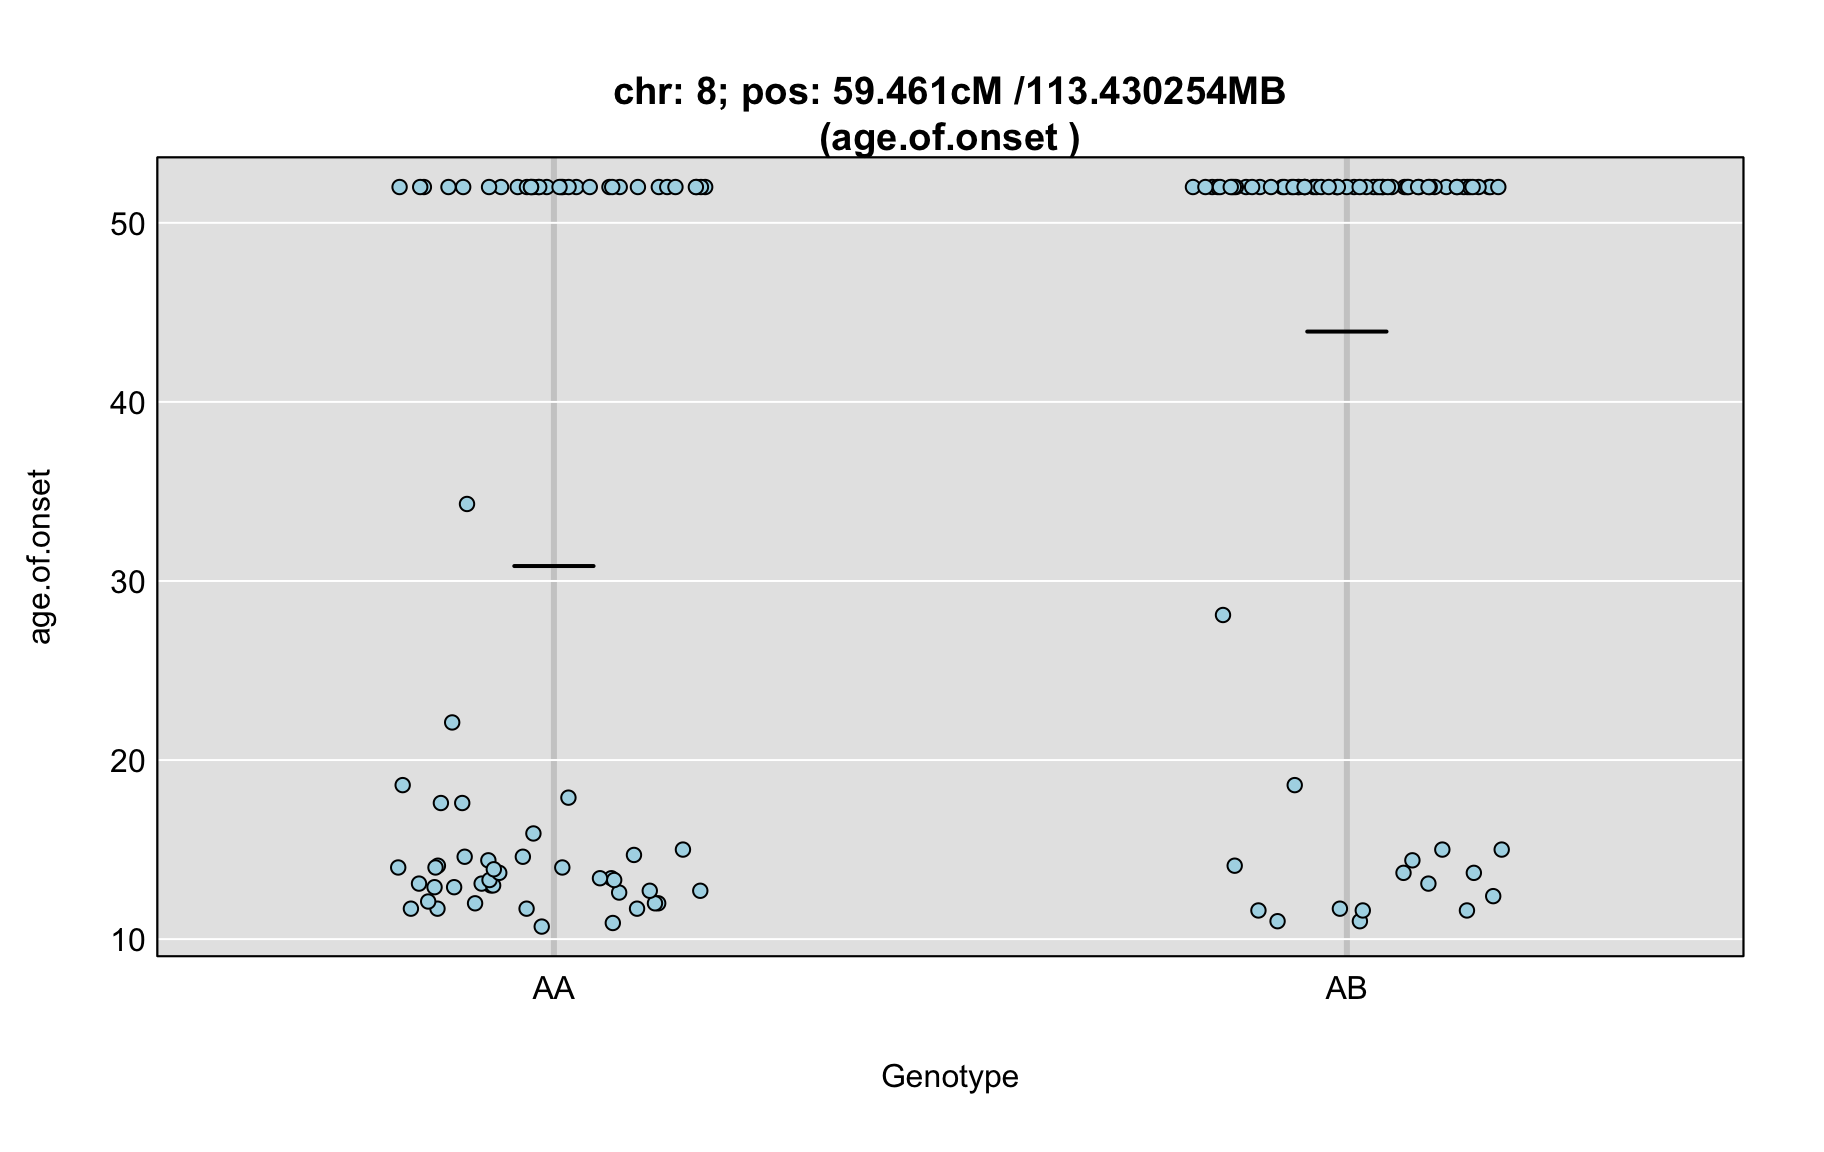 chr: 8; pos: 59.461cM /113.430254MB
(age.of.onset )
50
40
30
20
10
age.of.onset
AA
AB
Genotype